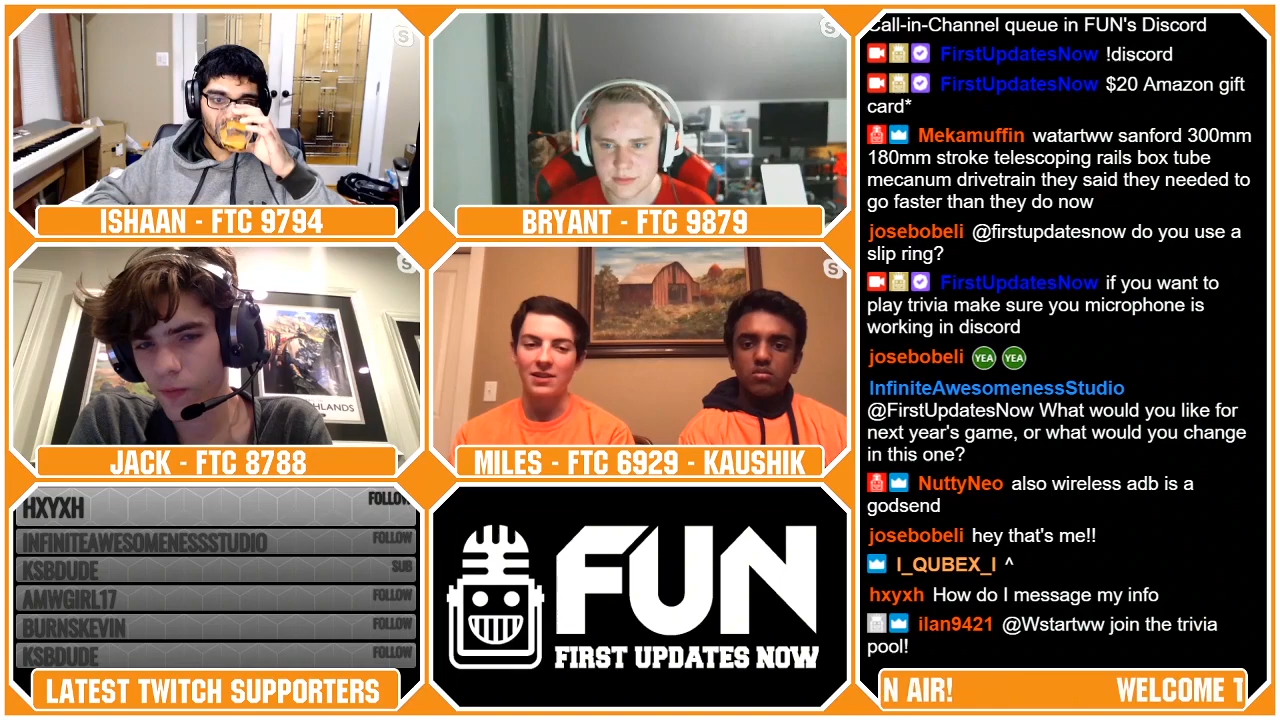 ISHAAN - FTC 9794
BRYANT - FTC 9879
HLANDS
JACK - FTC 8788
MILES - FTC 6929 - KAUSHIK
HXYXH FOLLOW
INFINITEAWESOMENESSSTUDIO FOLLOW
KSBDUDE SUB
AMWGIRL17 FOLLOW
BURNSKEVIN FOLLOW
KSBDUDE FOLLOW
LATEST TWITCH SUPPORTERS
FUN
FIRST UPDATES NOW
Call-in-Channel queue in FUN's Discord
FirstUpdatesNow !discord
FirstUpdatesNow $20 Amazon gift
card*
Mekamuffin watartww sanford 300mm
180mm stroke telescoping rails box tube
mecanum drivetrain they said they needed to
go faster than they do now
josebobeli @firstupdatesnow do you use a
slip ring?
FirstUpdatesNow if you want to
play trivia make sure you microphone is
working in discord
josebobeli YEA YEA
InfiniteAwesomenessStudio
@FirstUpdatesNow What would you like for
next year's game, or what would you change
in this one?
NuttyNeo also wireless adb is a
godsend
josebobeli hey that's me!!
I_QUBEX_I ^
hxyxh How do I message my info
ilan9421 @Wstartww join the trivia
pool!
N AIR! WELCOME T